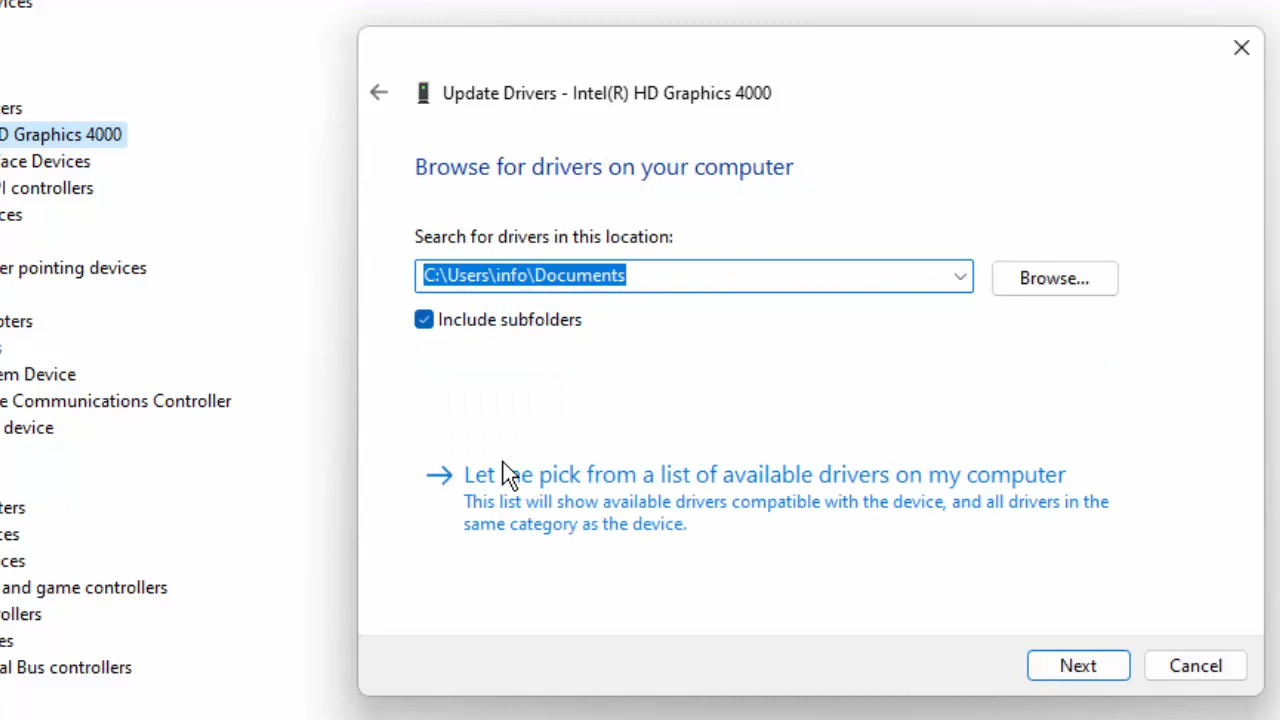 ices
ers
D Graphics 4000
ace Devices
I controllers
ces
er pointing devices
oters
s
em Device
e Communications Controller
device
ters
ces
ces
and game controllers
ollers
es
al Bus controllers
Update Drivers - Intel(R) HD Graphics 4000
Browse for drivers on your computer
Search for drivers in this location:
C:\Users\info\Documents
Browse...
Include subfolders
Let me pick from a list of available drivers on my computer
This list will show available drivers compatible with the device, and all drivers in the
same category as the device.
Next
Cancel